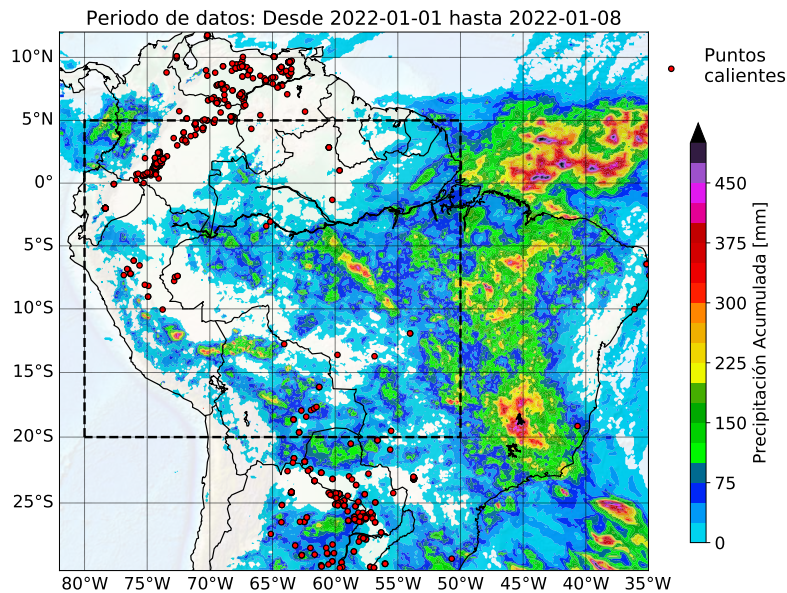 Periodo de datos: Desde 2022-01-01 hasta 2022-01-08
10°N
5°N
0°
5°S
10°S
15°S
20°S
25°S
80°W 75°W 70°W 65°W 60°W 55°W 50°W 45°W 40°W 35°W
Puntos
calientes
450
375
300
225
150
75
0
Precipitación Acumulada [mm]